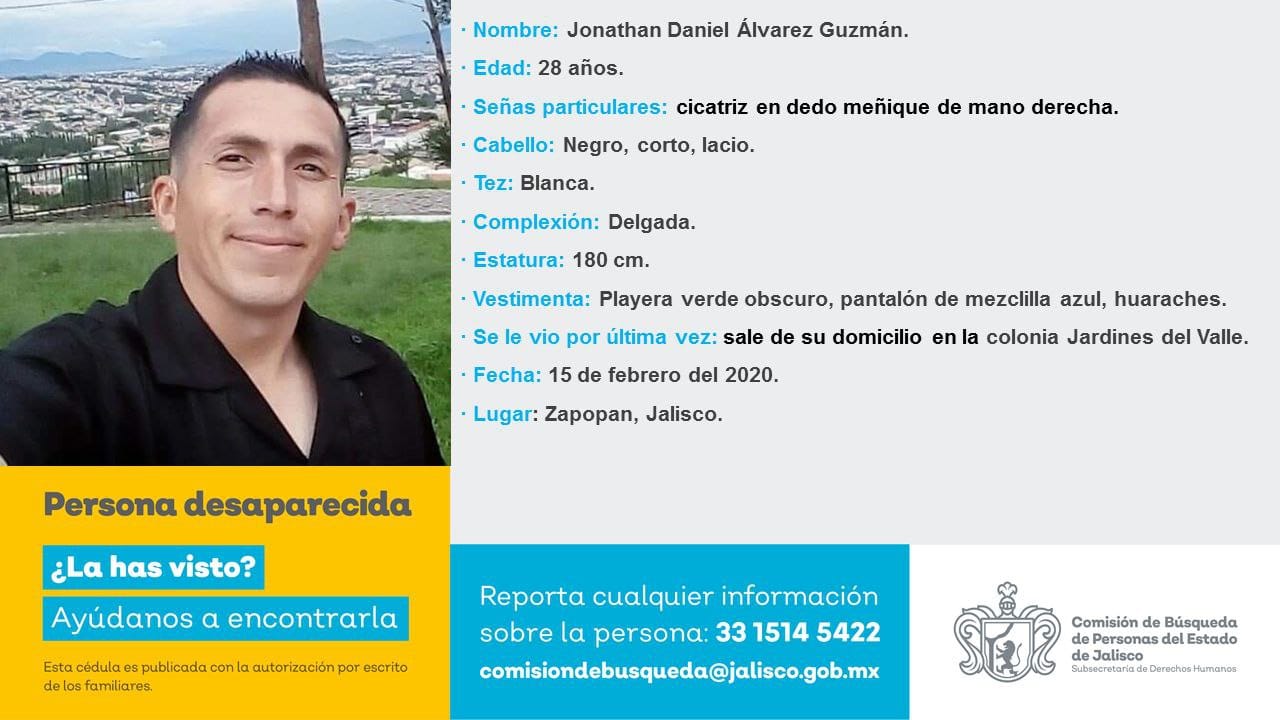 · Nombre: Jonathan Daniel Álvarez Guzmán.
· Edad: 28 años.
· Señas particulares: cicatriz en dedo meñique de mano derecha.
· Cabello: Negro, corto, lacio.
· Tez: Blanca.
· Complexión: Delgada.
· Estatura: 180 cm.
· Vestimenta: Playera verde obscuro, pantalón de mezclilla azul, huaraches.
· Se le vio por última vez: sale de su domicilio en la colonia Jardines del Valle.
· Fecha: 15 de febrero del 2020.
· Lugar: Zapopan, Jalisco.
Persona desaparecida
¿La has visto?
Ayúdanos a encontrarla
Esta cédula es publicada con la autorización por escrito
de los familiares.
Reporta cualquier información
sobre la persona: 33 1514 5422
comisiondebusqueda@jalisco.gob.mx
Comisión de Búsqueda
de Personas del Estado
de Jalisco
Subsecretaría de Derechos Humanos